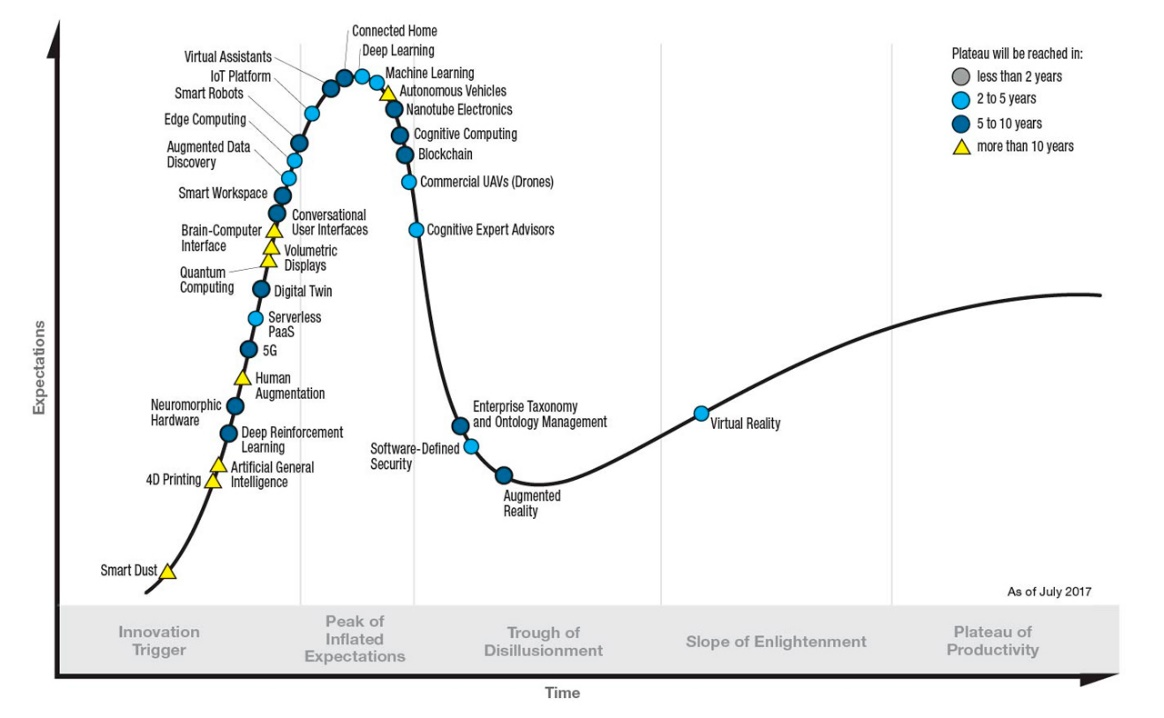 Connected Home
Deep Learning
Virtual Assistants
Machine Learning
IoT Platform
Autonomous Vehicles
Smart Robots
Nanotube Electronics
Edge Computing
Cognitive Computing
Augmented Data
Discovery
Blockchain
Commercial UAVs (Drones)
Smart Workspace
Conversational
User Interfaces
Brain-Computer
Interface
Cognitive Expert Advisors
Volumetric
Displays
Quantum
Computing
Digital Twin
Serverless
PaaS
5G
Human
Augmentation
Neuromorphic
Hardware
Deep Reinforcement
Learning
Artificial General
Intelligence
4D Printing
Smart Dust
Enterprise Taxonomy
and Ontology Management
Software-Defined
Security
Augmented
Reality
Virtual Reality
Plateau will be reached in:
less than 2 years
2 to 5 years
5 to 10 years
more than 10 years
As of July 2017
Expectations
Innovation
Trigger
Peak of
Inflated
Expectations
Trough of
Disillusionment
Slope of Enlightenment
Plateau of
Productivity
Time